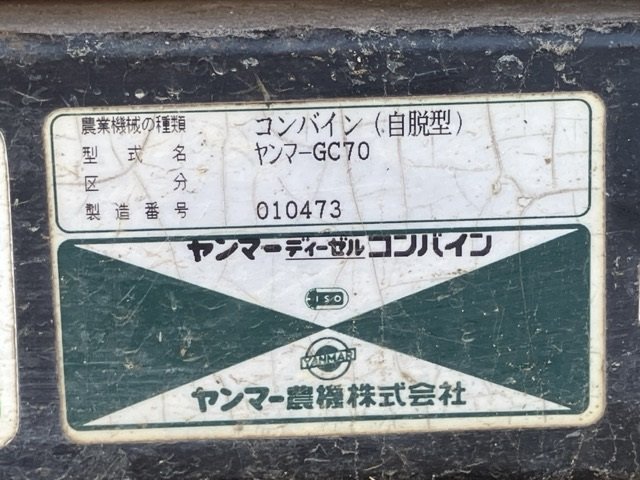 農業機械の種類 コンバイン(自脱型)
型式名 ヤンマーGC70
区分
製造番号 010473
ヤンマーディーゼルコンバイン
ISO
YANMAR
ヤンマー農機株式会社